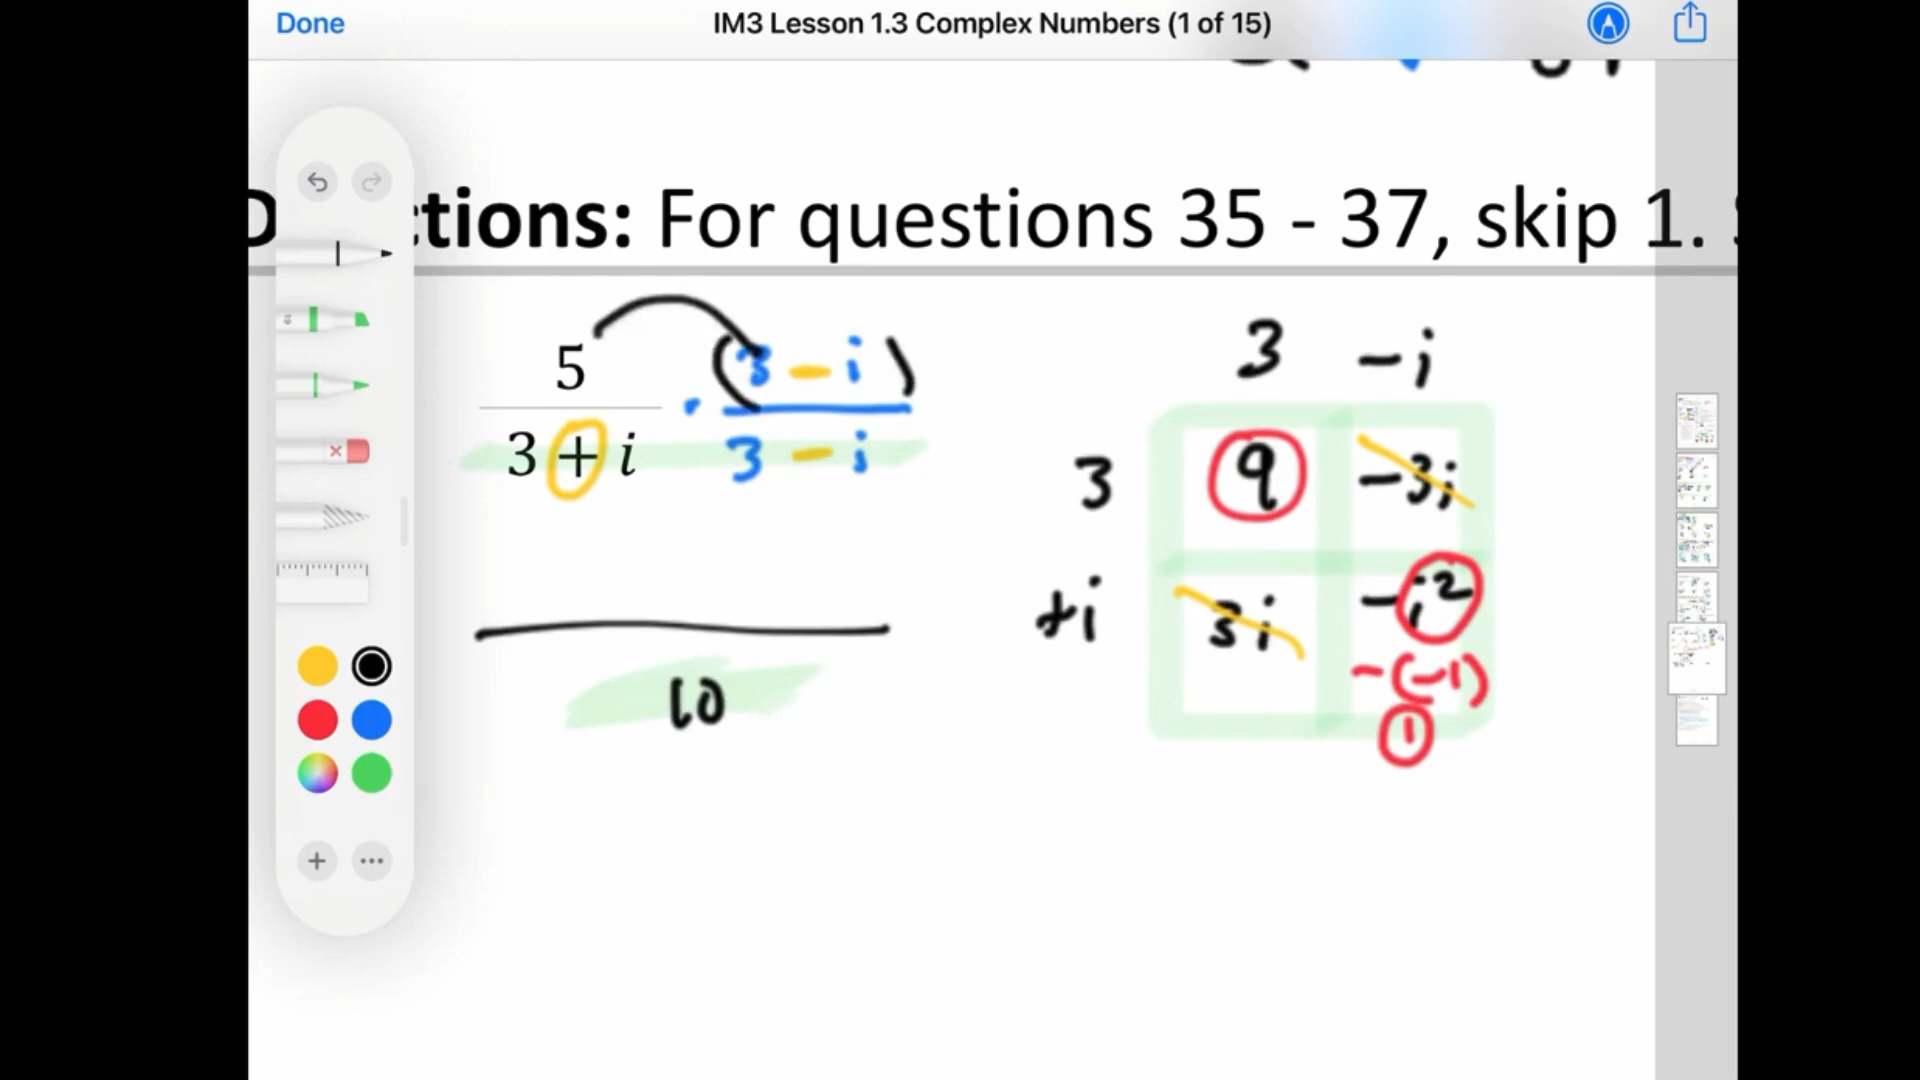 Done IM3 Lesson 1.3 Complex Numbers (1 of 15)
ctions: For questions 35 - 37, skip 1.
5 (3 - i)
3 + i · 3 - i
10
3 -i
3 9 -3i
+i 3i -i²
-(-1)
1